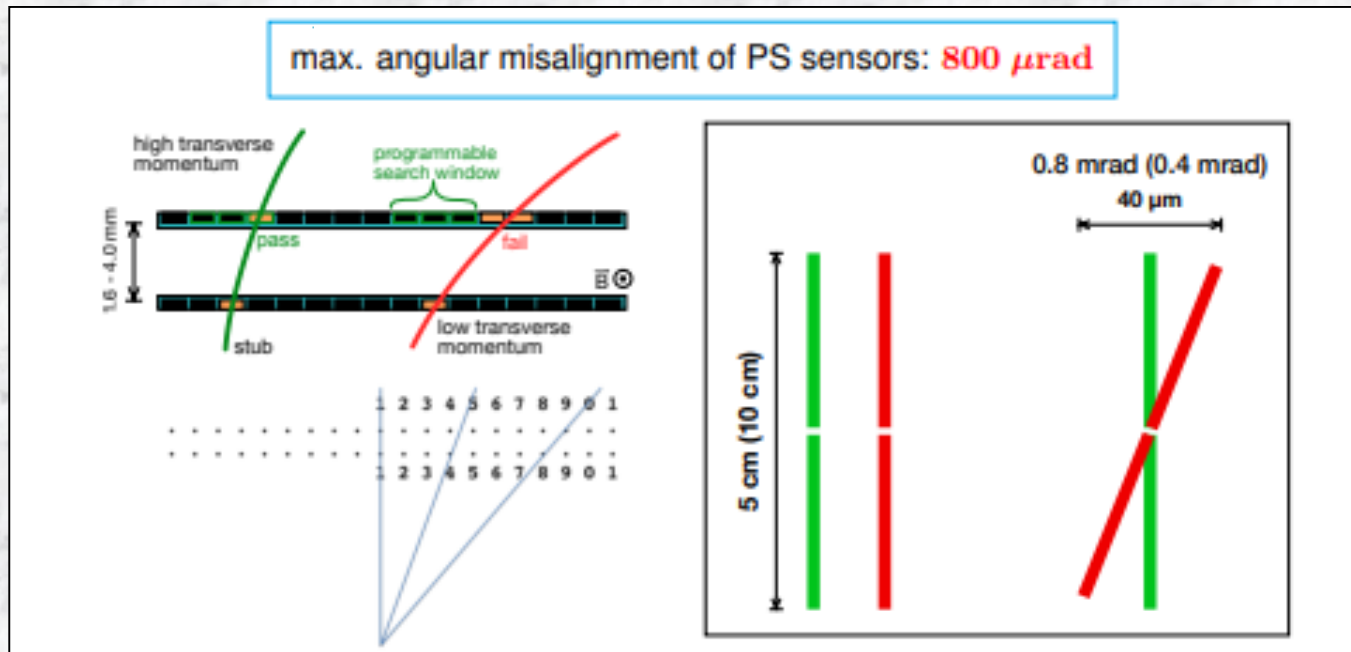 max. angular misalignment of PS sensors: 800 μrad
high transverse
momentum
programmable
search window
pass
fail
1.6 - 4.0 mm
B
stub
low transverse
momentum
1 2 3 4 5 6 7 8 9 0 1
1 2 3 4 5 6 7 8 9 0 1
0.8 mrad (0.4 mrad)
40 μm
5 cm (10 cm)